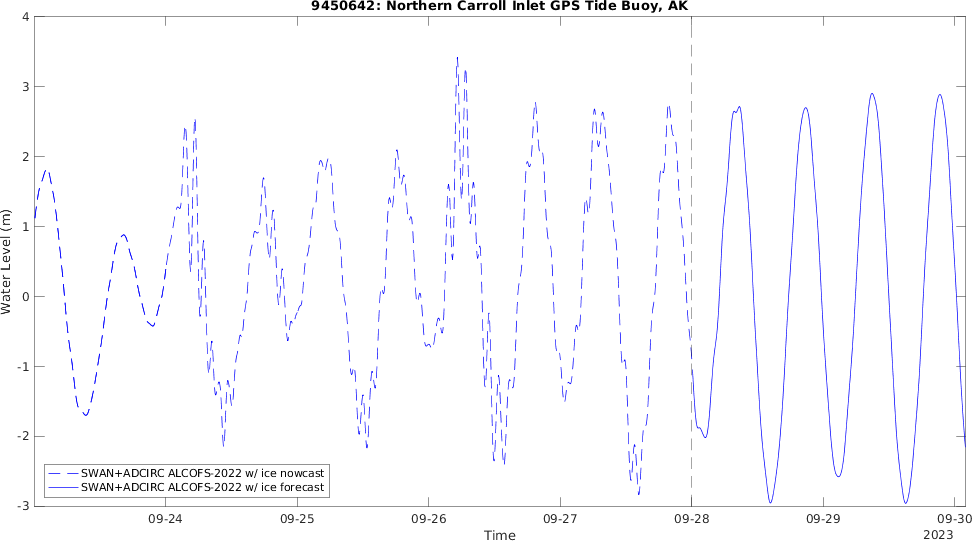 9450642: Northern Carroll Inlet GPS Tide Buoy, AK
4
3
2
1
0
-1
-2
-3
Water Level (m)
SWAN+ADCIRC ALCOFS-2022 w/ ice nowcast
SWAN+ADCIRC ALCOFS-2022 w/ ice forecast
09-24 09-25 09-26 09-27 09-28 09-29 09-30
Time
2023